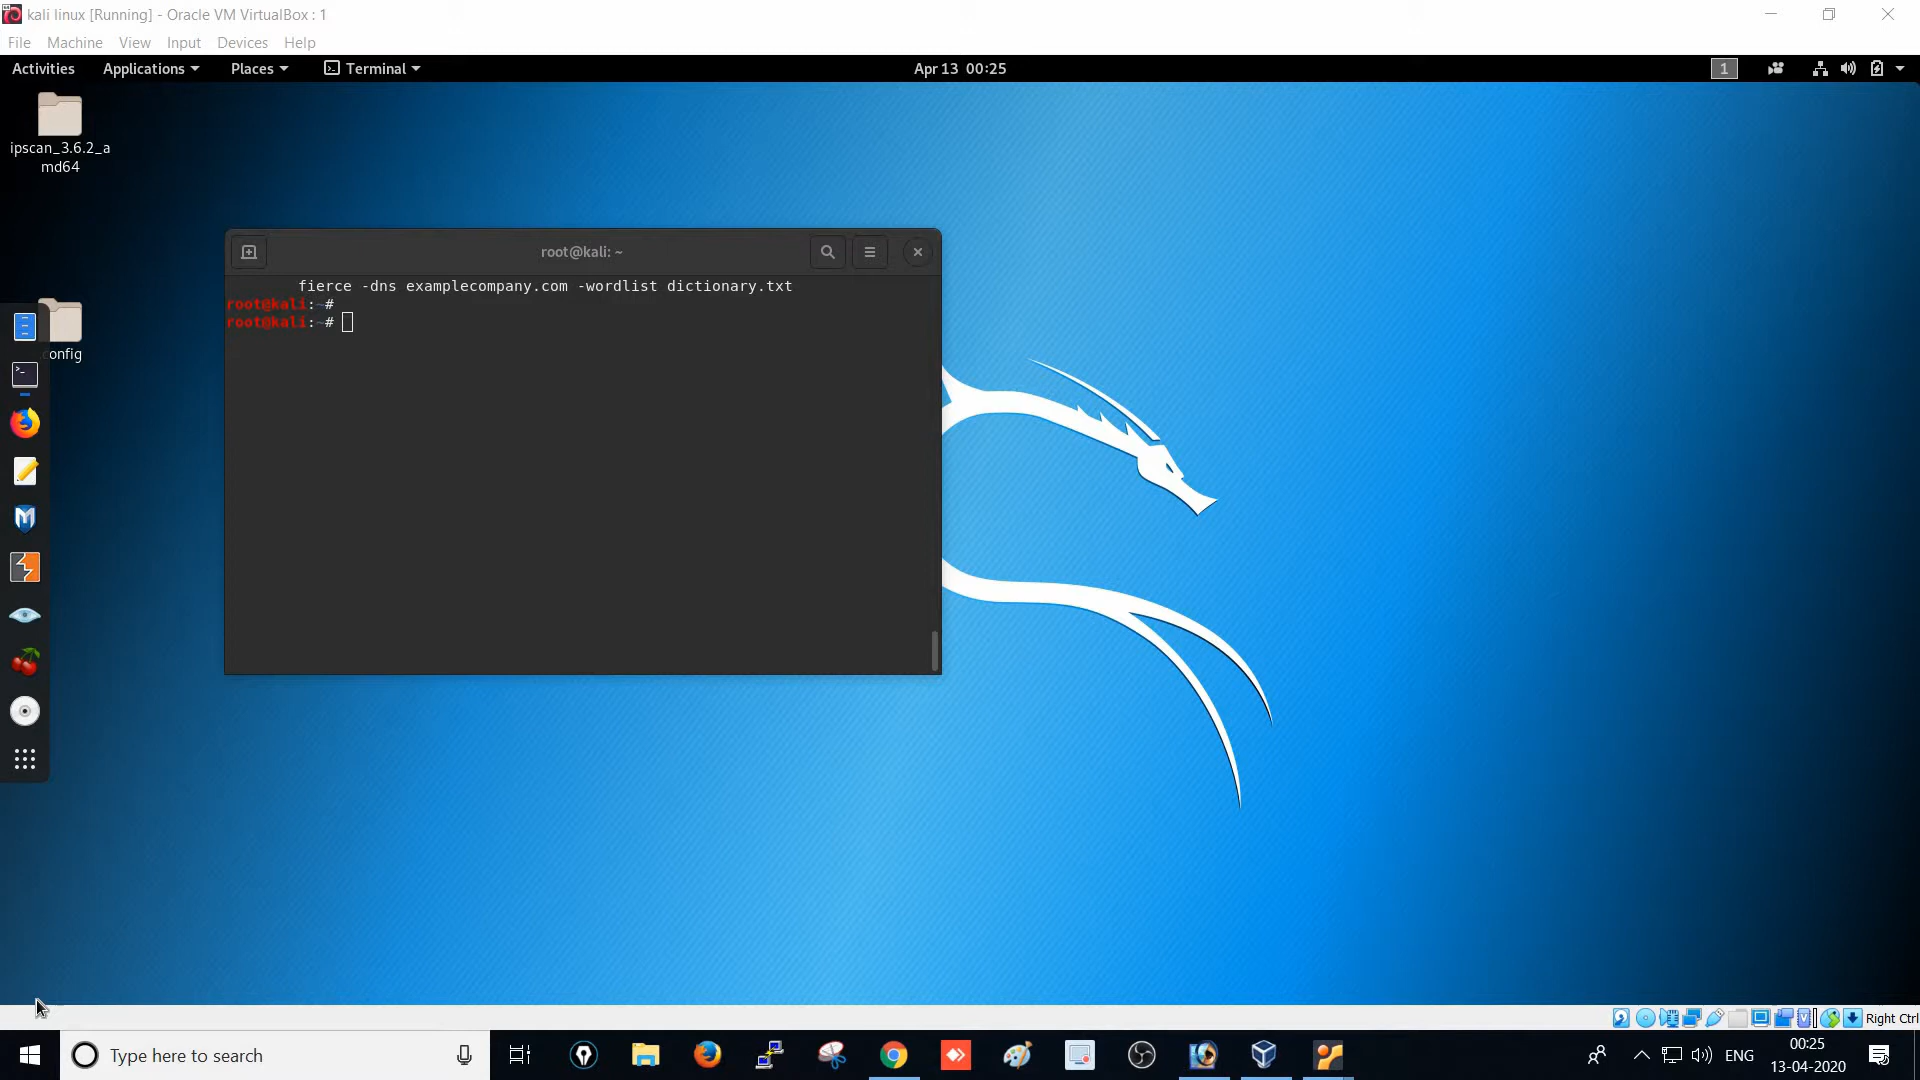 kali linux [Running] - Oracle VM VirtualBox : 1
File Machine View Input Devices Help
Activities Applications Places Terminal Apr 13 00:25 1
ipscan_3.6.2_a
md64
root@kali: ~
fierce -dns examplecompany.com -wordlist dictionary.txt
root@kali:~#
root@kali:~#
onfig
Right Ctrl
Type here to search
ENG
00:25
13-04-2020